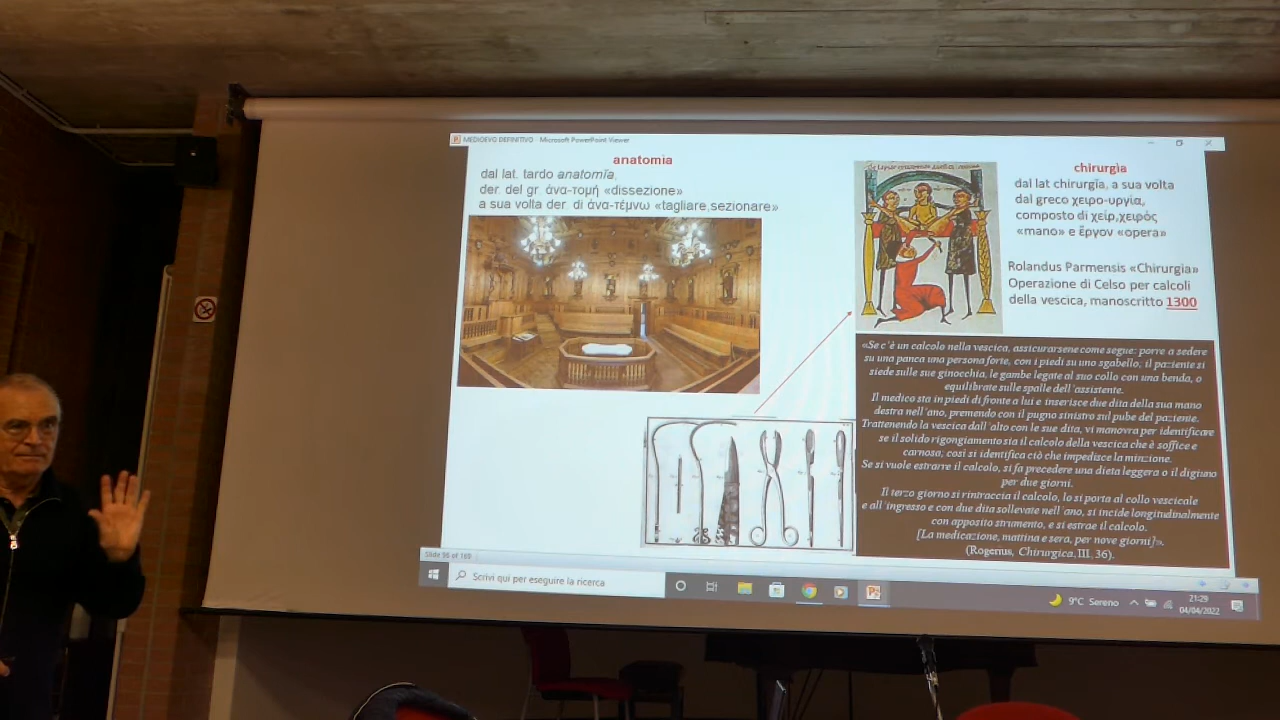 MEDIOEVO DEFINITIVO - Microsoft PowerPoint Viewer
anatomia
dal lat. tardo anatomĭa,
der. del gr. άνα-τομή «dissezione»
a sua volta der. di άνα-τέμνω «tagliare,sezionare»
chirurgìa
dal lat chirurgĭa, a sua volta
dal greco χειρο-υργία,
composto di χείρ,χειρός
«mano» e ἔργον «opera»
Rolandus Parmensis «Chirurgia»
Operazione di Celso per calcoli
della vescica, manoscritto 1300
«Se c'è un calcolo nella vescica, assicurarsene come segue: porre a sedere
su una panca una persona forte, con i piedi su uno sgabello; il paziente si
siede sulle sue ginocchia, le gambe legate al suo collo con una benda, o
equilibrate sulle spalle dell'assistente.
Il medico sta in piedi di fronte a lui e inserisce due dita della sua mano
destra nell'ano, premendo con il pugno sinistro sul pube del paziente.
Trattenendo la vescica dall'alto con le sue dita, vi manovra per identificare
se il solido rigonfiamento sia il calcolo della vescica che è soffice e
carnosa, così si identifica ciò che impedisce la minzione.
Se si vuole estrarre il calcolo, si fa precedere una dieta leggera o il digiuno
per due giorni.
Il terzo giorno si rintraccia il calcolo, lo si porta al collo vescicale
e all'ingresso e con due dita sollevate nell'ano, si incide longitudinalmente
con apposito strumento, e si estrae il calcolo.
[La medicazione, mattina e sera, per nove giorni]».
(Rogerius, Chirurgica, III, 36).
Slide 96 of 169
Scrivi qui per eseguire la ricerca
9°C Sereno
21:29
04/04/2022